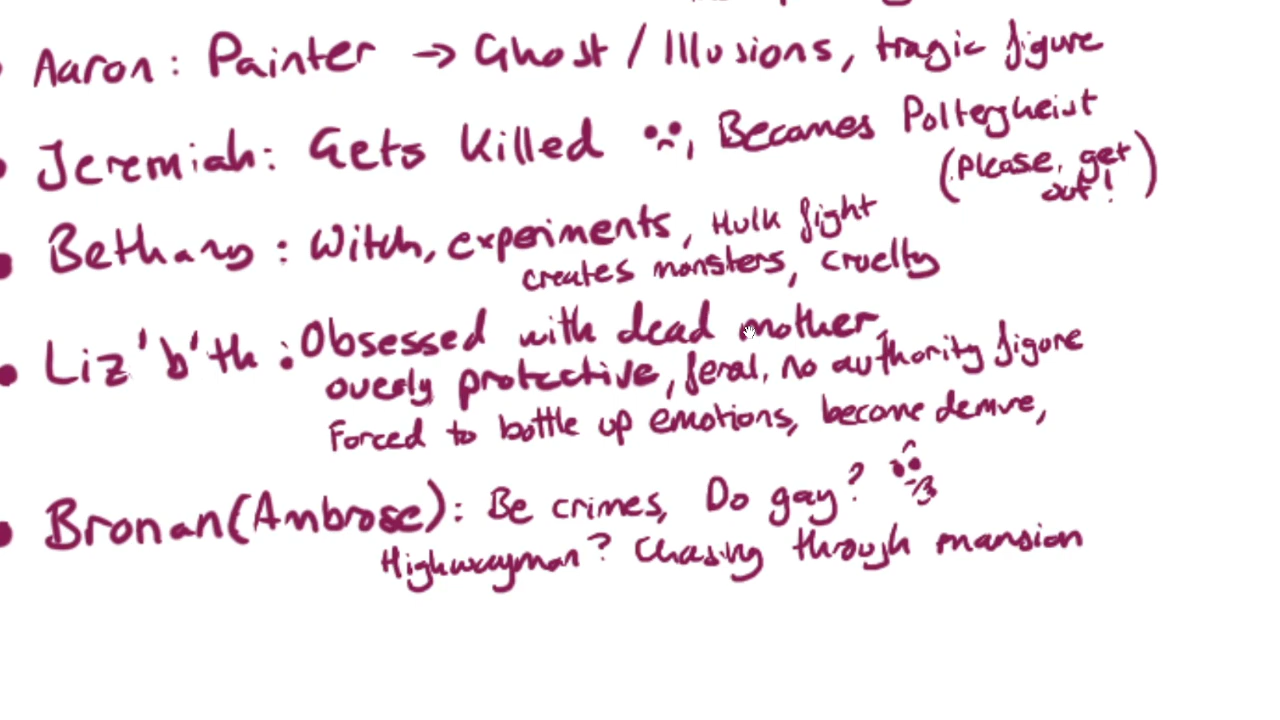 Aaron: Painter → Ghost / Illusions, tragic figure
Jeremiah: Gets Killed :(, Becomes Poltergheist
(Please, get out!)
Bethany: Witch, experiments, Hulk fight
creates monsters, cruelty
Liz'b'th: Obsessed with dead mother,
overly protective, feral, no authority figure
Forced to bottle up emotions, become demure,
Bronan (Ambrose): Be crimes, Do gay?
Highwayman? Chasing through mansion